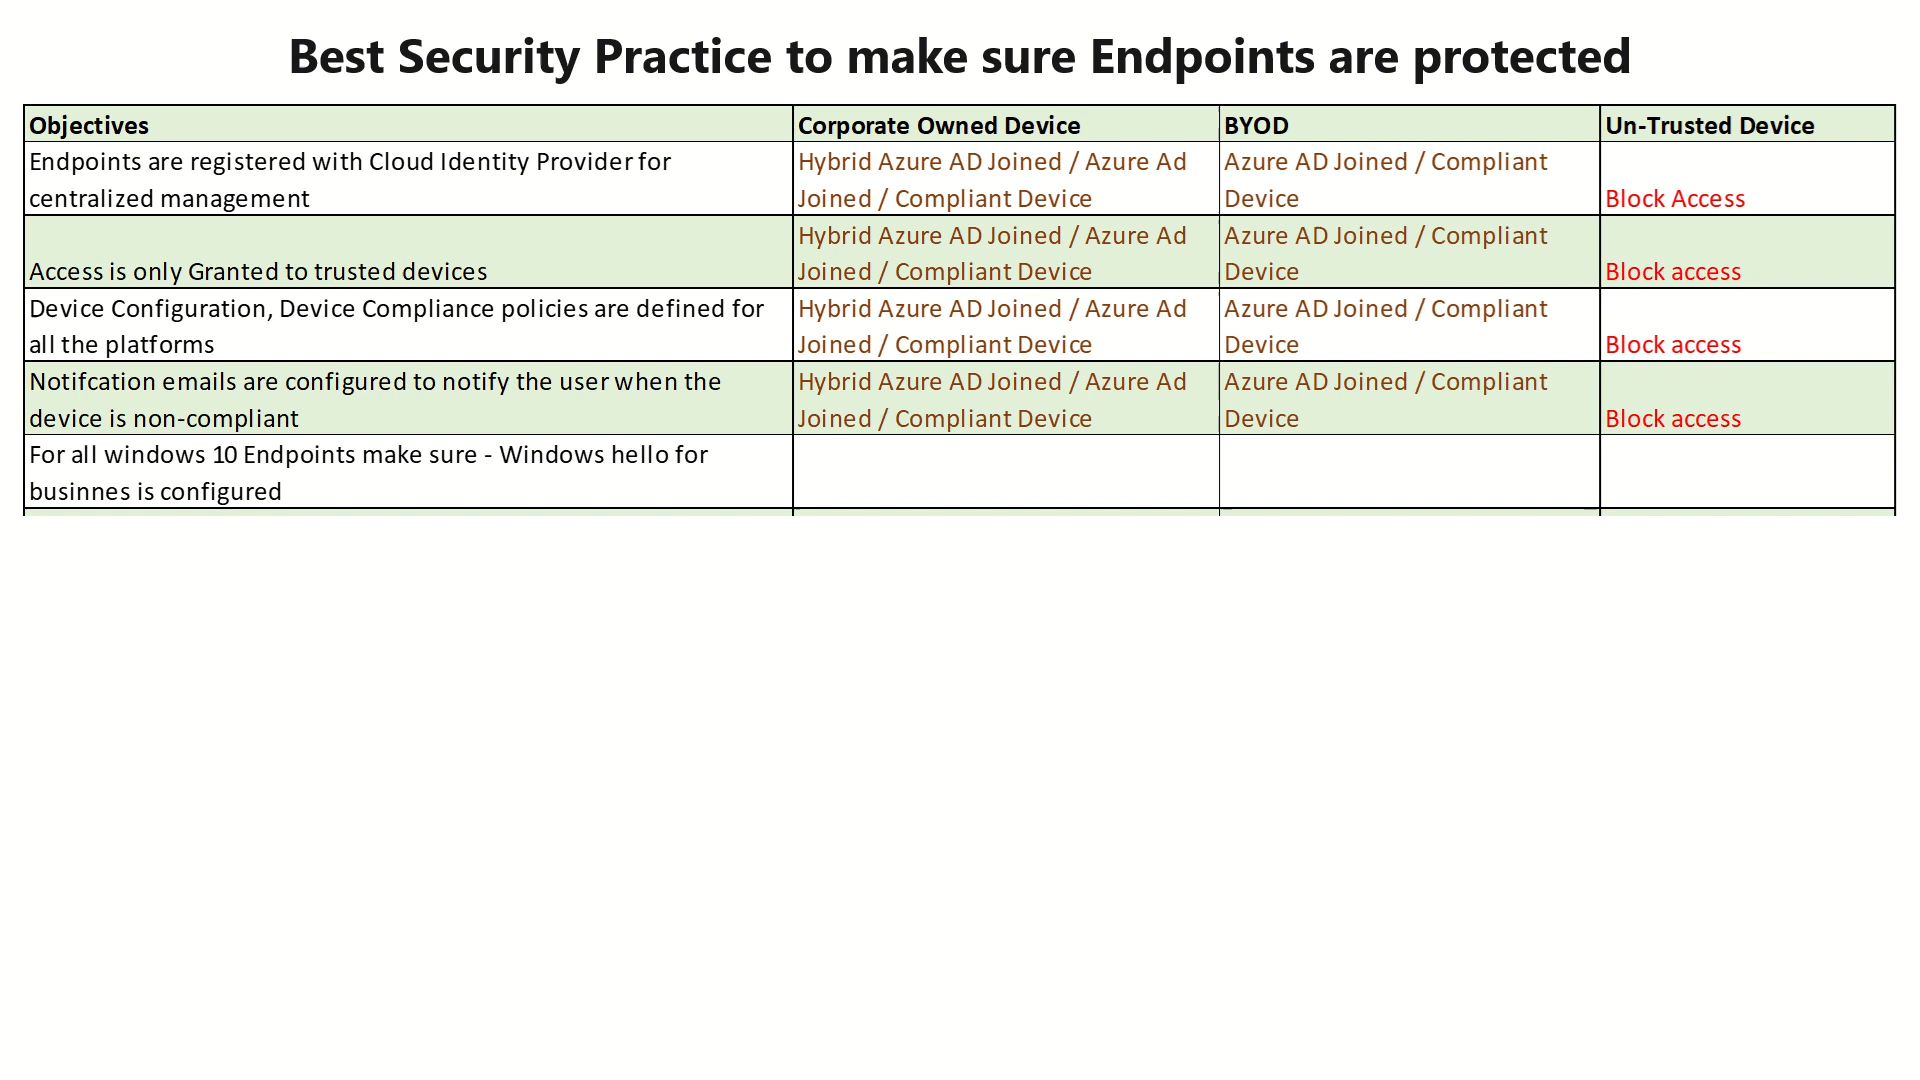 Best Security Practice to make sure Endpoints are protected
Objectives
Corporate Owned Device
BYOD
Un-Trusted Device
Endpoints are registered with Cloud Identity Provider for
centralized management
Hybrid Azure AD Joined / Azure Ad
Joined / Compliant Device
Azure AD Joined / Compliant
Device
Block Access
Access is only Granted to trusted devices
Hybrid Azure AD Joined / Azure Ad
Joined / Compliant Device
Azure AD Joined / Compliant
Device
Block access
Device Configuration, Device Compliance policies are defined for
all the platforms
Hybrid Azure AD Joined / Azure Ad
Joined / Compliant Device
Azure AD Joined / Compliant
Device
Block access
Notifcation emails are configured to notify the user when the
device is non-compliant
Hybrid Azure AD Joined / Azure Ad
Joined / Compliant Device
Azure AD Joined / Compliant
Device
Block access
For all windows 10 Endpoints make sure - Windows hello for
businnes is configured